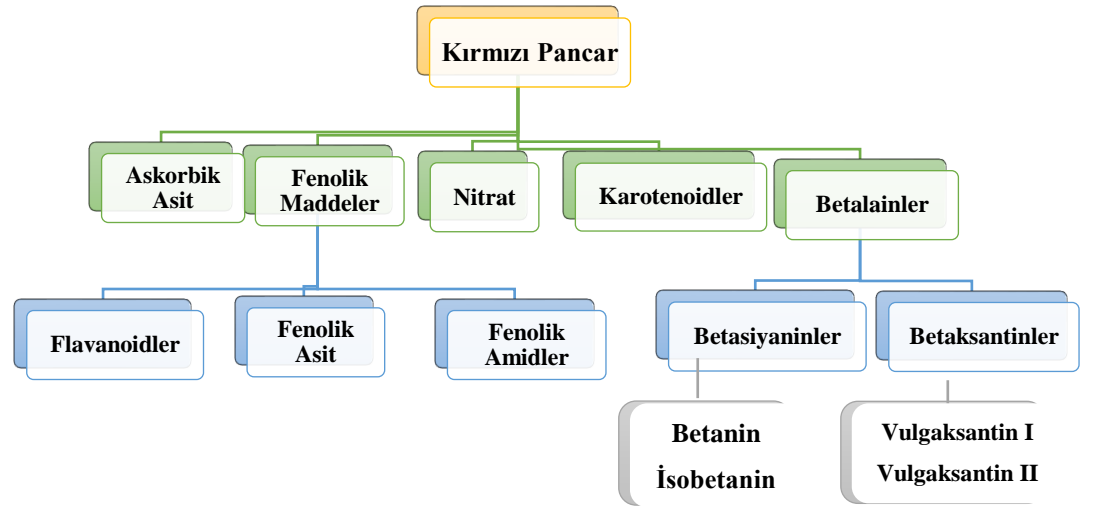 Kırmızı Pancar
Askorbik
Asit
Fenolik
Maddeler
Nitrat
Karotenoidler
Betalainler
Flavanoidler
Fenolik
Asit
Fenolik
Amidler
Betasiyaninler
Betaksantinler
Betanin
İsobetanin
Vulgaksantin I
Vulgaksantin II